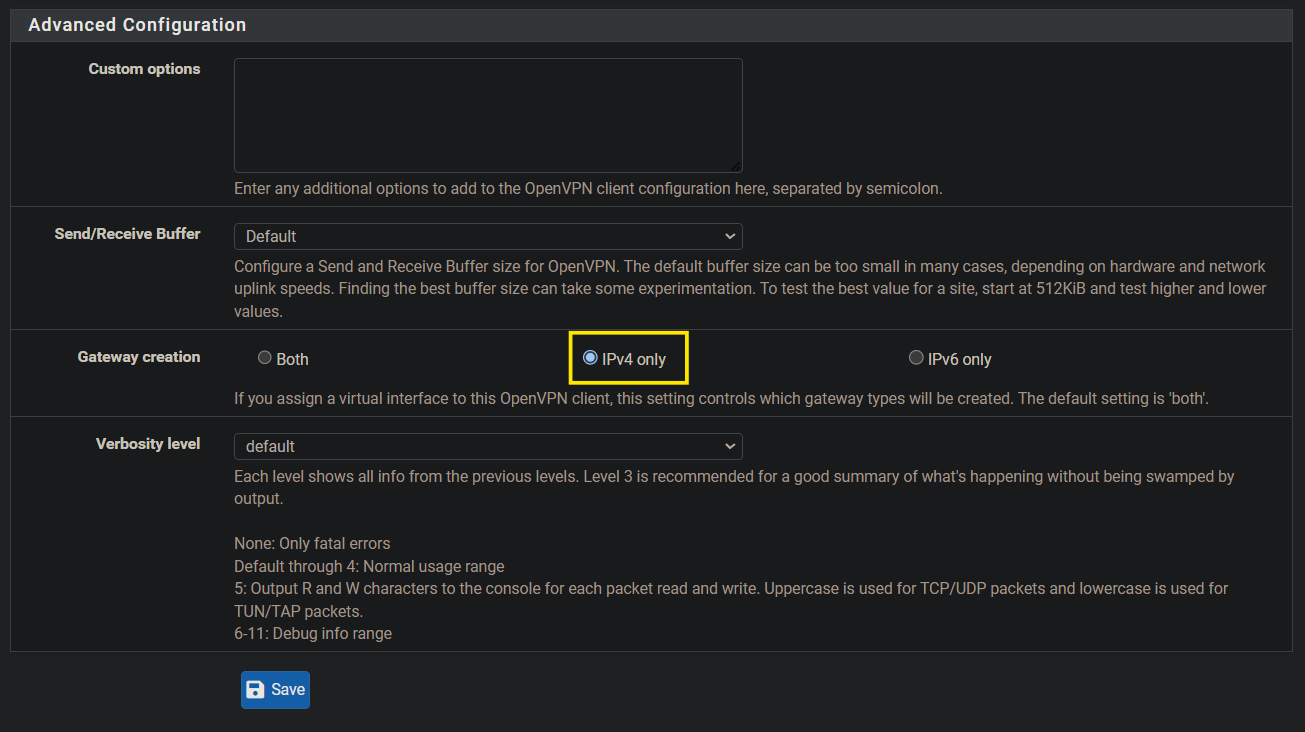 Advanced Configuration
Custom options
Enter any additional options to add to the OpenVPN client configuration here, separated by semicolon.
Send/Receive Buffer
Default
Configure a Send and Receive Buffer size for OpenVPN. The default buffer size can be too small in many cases, depending on hardware and network
uplink speeds. Finding the best buffer size can take some experimentation. To test the best value for a site, start at 512KiB and test higher and lower
values.
Gateway creation
Both
IPv4 only
IPv6 only
If you assign a virtual interface to this OpenVPN client, this setting controls which gateway types will be created. The default setting is 'both'.
Verbosity level
default
Each level shows all info from the previous levels. Level 3 is recommended for a good summary of what's happening without being swamped by
output.
None: Only fatal errors
Default through 4: Normal usage range
5: Output R and W characters to the console for each packet read and write. Uppercase is used for TCP/UDP packets and lowercase is used for
TUN/TAP packets.
6-11: Debug info range
Save